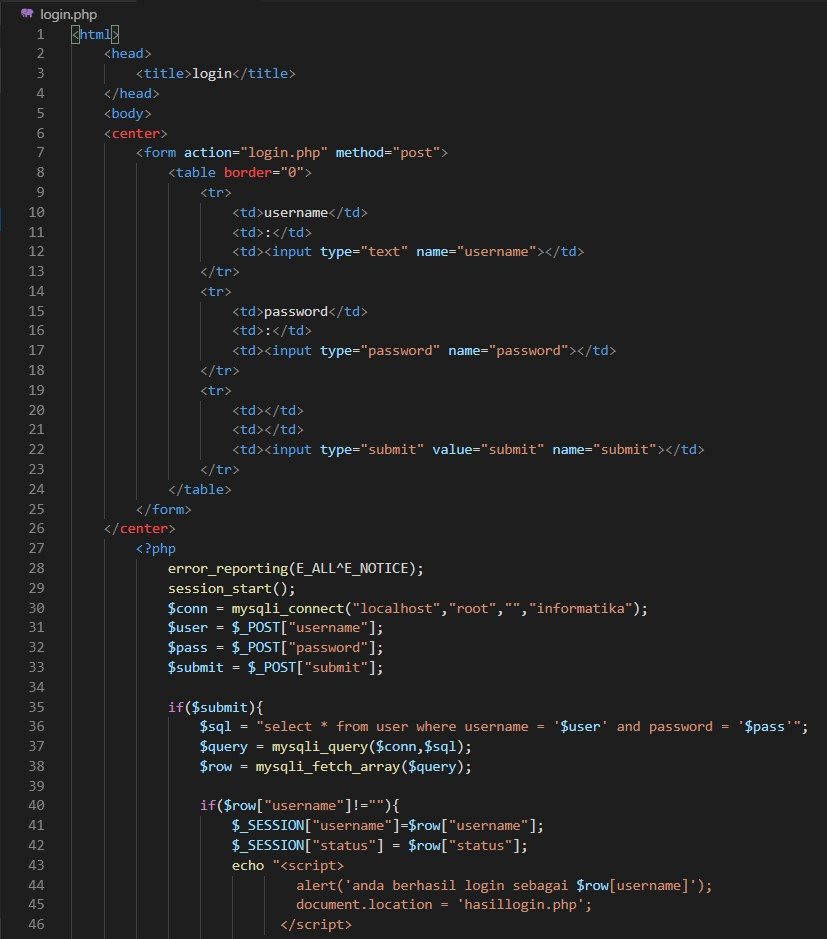 login.php
1 <html>
2     <head>
3         <title>login</title>
4     </head>
5     <body>
6     <center>
7         <form action="login.php" method="post">
8             <table border="0">
9                 <tr>
10                     <td>username</td>
11                     <td>:</td>
12                     <td><input type="text" name="username"></td>
13                 </tr>
14                 <tr>
15                     <td>password</td>
16                     <td>:</td>
17                     <td><input type="password" name="password"></td>
18                 </tr>
19                 <tr>
20                     <td></td>
21                     <td></td>
22                     <td><input type="submit" value="submit" name="submit"></td>
23                 </tr>
24             </table>
25         </form>
26     </center>
27         <?php
28             error_reporting(E_ALL^E_NOTICE);
29             session_start();
30             $conn = mysqli_connect("localhost","root","","informatika");
31             $user = $_POST["username"];
32             $pass = $_POST["password"];
33             $submit = $_POST["submit"];
34
35             if($submit){
36                 $sql = "select * from user where username = '$user' and password = '$pass'";
37                 $query = mysqli_query($conn,$sql);
38                 $row = mysqli_fetch_array($query);
39
40                 if($row["username"]!=""){
41                     $_SESSION["username"]=$row["username"];
42                     $_SESSION["status"] = $row["status"];
43                     echo "<script>
44                             alert('anda berhasil login sebagai $row[username]');
45                             document.location = 'hasillogin.php';
46                           </script>